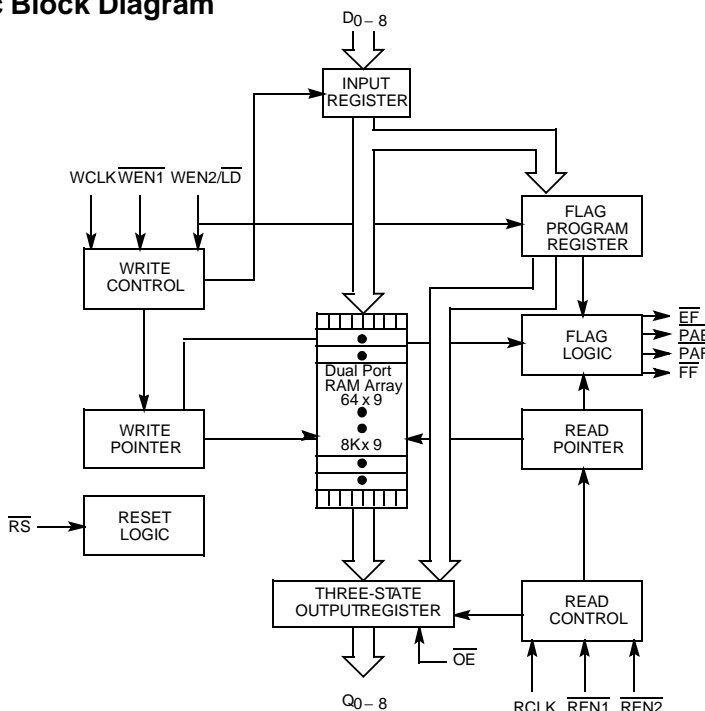 c Block Diagram
D0 – 8
INPUT
REGISTER
WCLK WEN1 WEN2/LD
FLAG
PROGRAM
REGISTER
WRITE
CONTROL
EF
PAE
PAF
FF
FLAG
LOGIC
Dual Port
RAM Array
64 x 9
8K x 9
WRITE
POINTER
READ
POINTER
RS
RESET
LOGIC
THREE-STATE
OUTPUTREGISTER
READ
CONTROL
OE
Q0 – 8
RCLK REN1 REN2